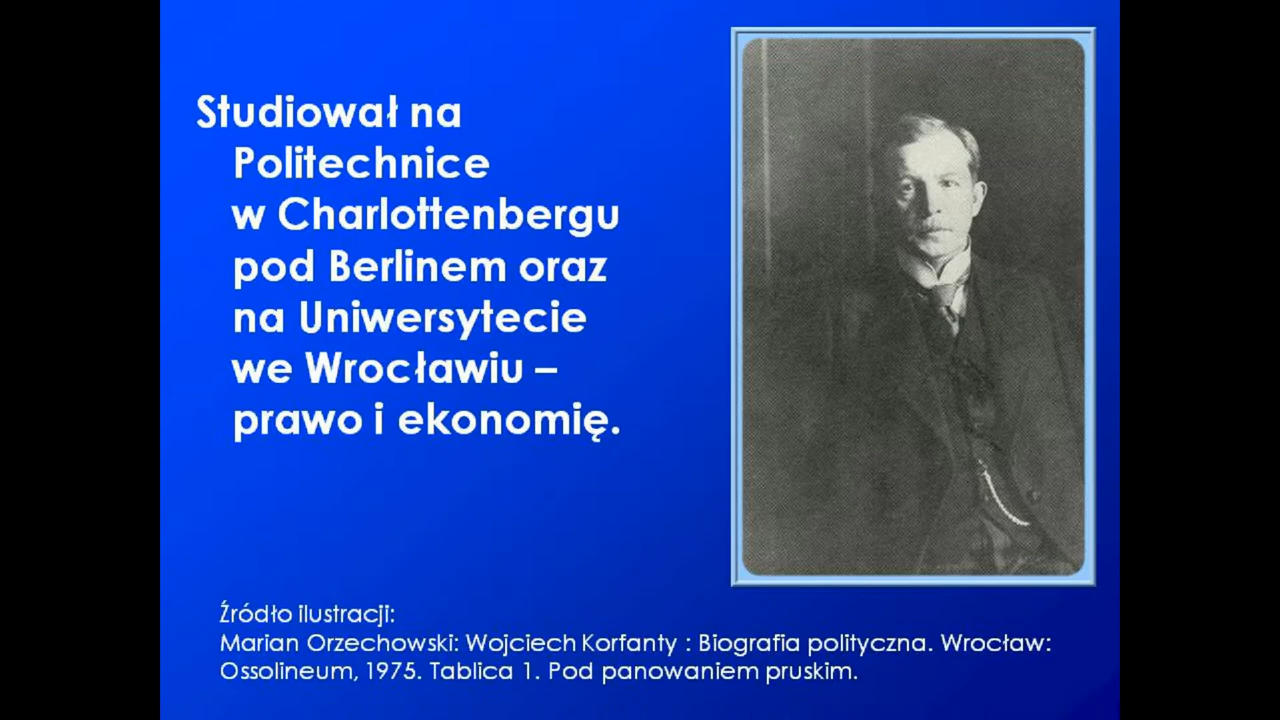 Studiował na
Politechnice
w Charlottenbergu
pod Berlinem oraz
na Uniwersytecie
we Wrocławiu –
prawo i ekonomię.
Źródło ilustracji:
Marian Orzechowski: Wojciech Korfanty : Biografia polityczna. Wrocław:
Ossolineum, 1975. Tablica 1. Pod panowaniem pruskim.